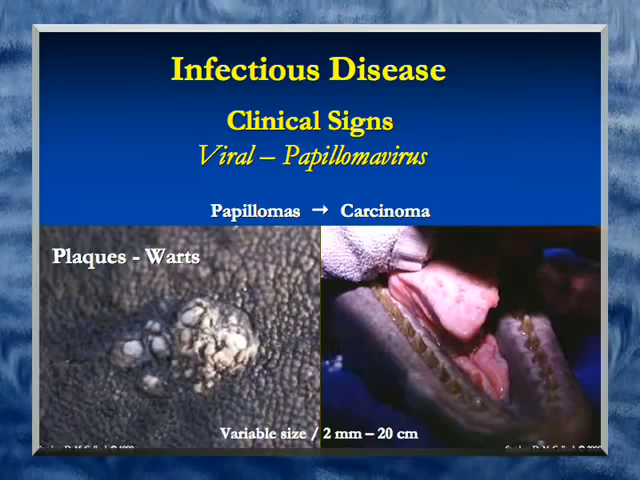 Infectious Disease
Clinical Signs
Viral – Papillomavirus
Papillomas → Carcinoma
Plaques - Warts
Variable size / 2 mm – 20 cm